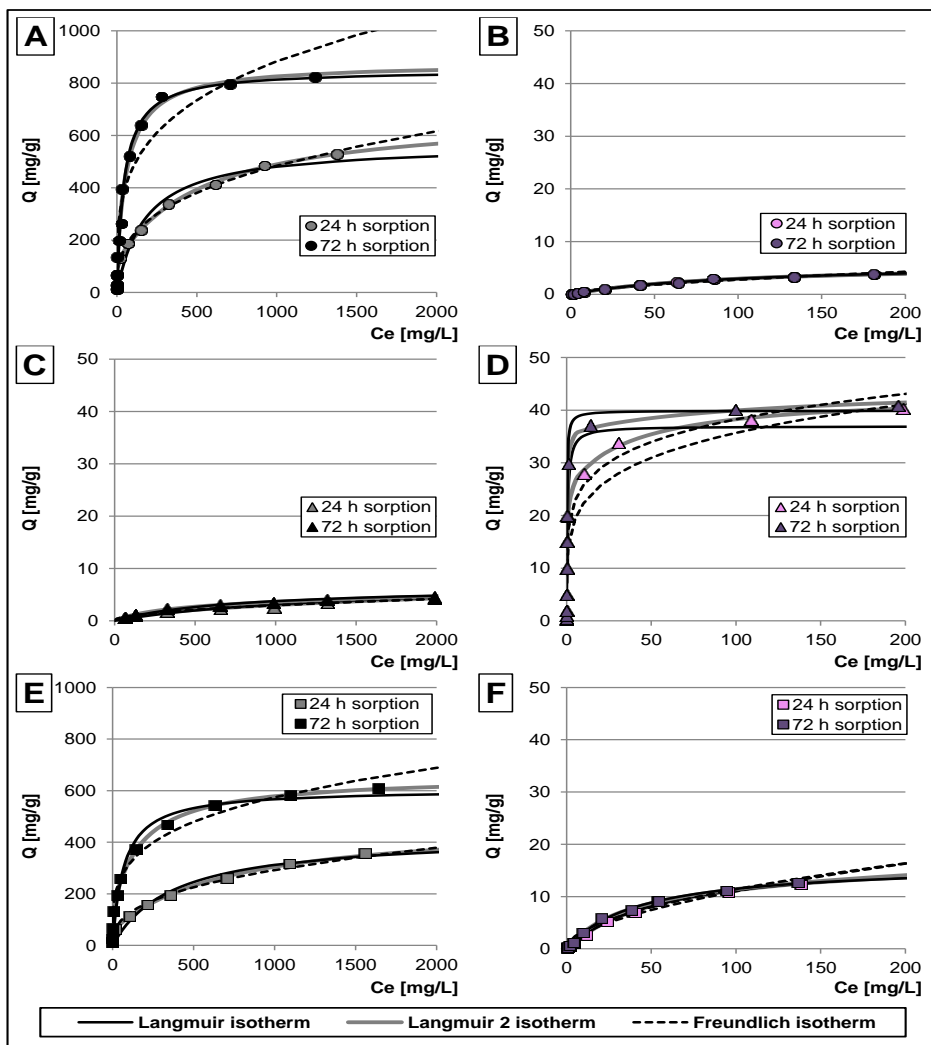 A
1000
800
600
400
200
0
Q [mg/g]
24 h sorption
72 h sorption
0 500 1000 1500 2000
Ce [mg/L]
B
50
40
30
20
10
0
Q [mg/g]
24 h sorption
72 h sorption
0 50 100 150 200
Ce [mg/L]
C
50
40
30
20
10
0
Q [mg/g]
24 h sorption
72 h sorption
0 500 1000 1500 2000
Ce [mg/L]
D
50
40
30
20
10
0
Q [mg/g]
24 h sorption
72 h sorption
0 50 100 150 200
Ce [mg/L]
E
1000
800
600
400
200
0
Q [mg/g]
24 h sorption
72 h sorption
0 500 1000 1500 2000
Ce [mg/L]
F
50
40
30
20
10
0
Q [mg/g]
24 h sorption
72 h sorption
0 50 100 150 200
Ce [mg/L]
Langmuir isotherm Langmuir 2 isotherm Freundlich isotherm